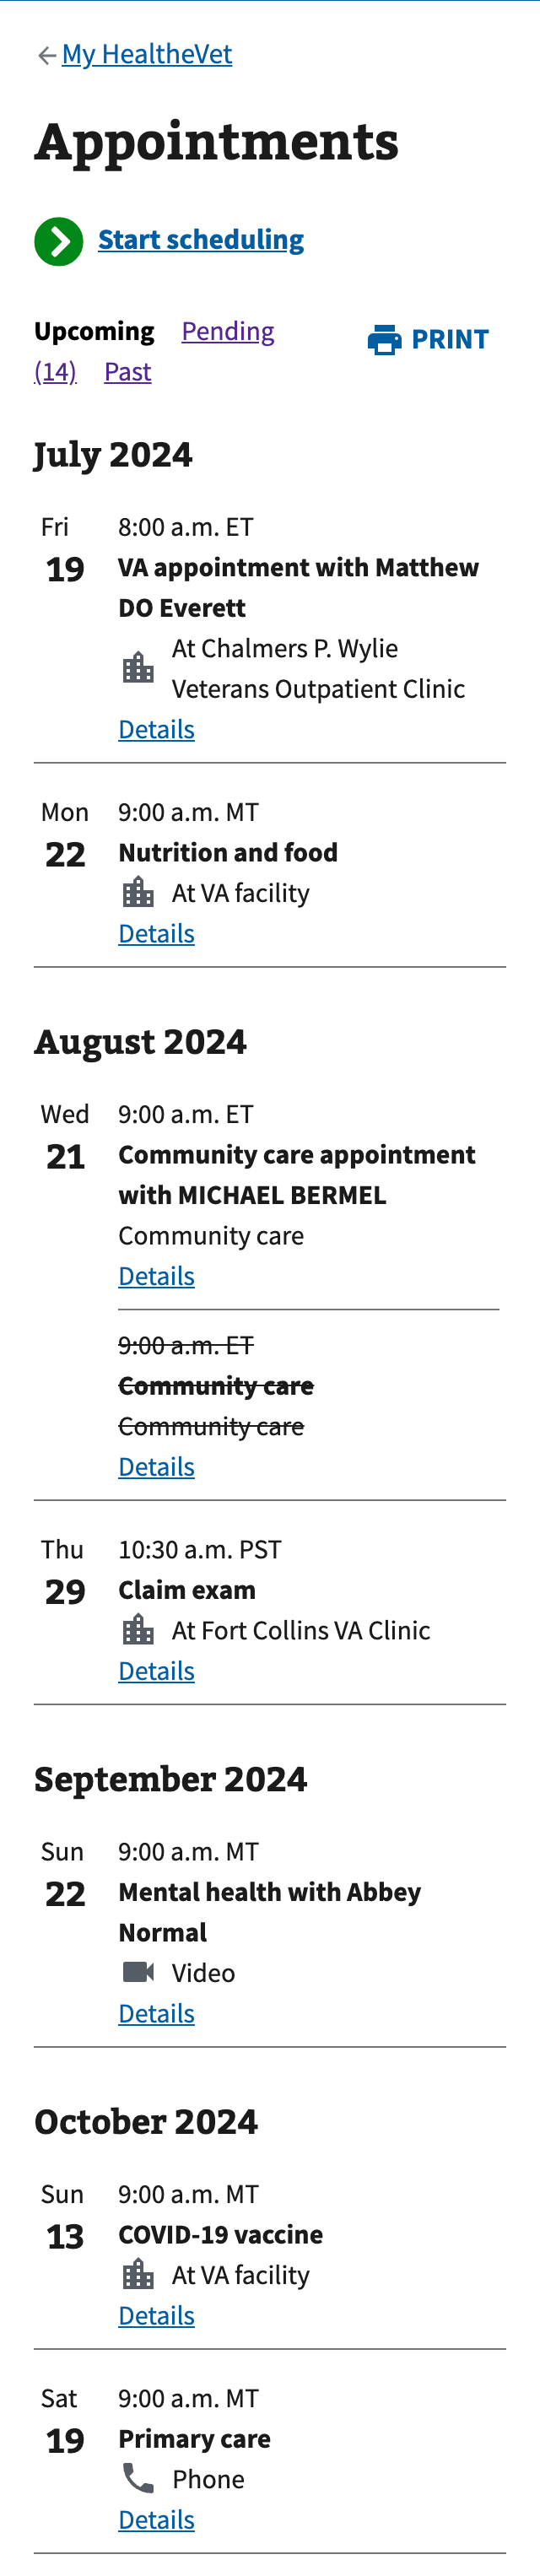 My HealtheVet
Appointments
Start scheduling
Upcoming Pending
(14) Past
PRINT
July 2024
Fri 8:00 a.m. ET
19 VA appointment with Matthew
DO Everett
At Chalmers P. Wylie
Veterans Outpatient Clinic
Details
Mon 9:00 a.m. MT
22 Nutrition and food
At VA facility
Details
August 2024
Wed 9:00 a.m. ET
21 Community care appointment
with MICHAEL BERMEL
Community care
Details
9:00 a.m. ET
Community care
Community care
Details
Thu 10:30 a.m. PST
29 Claim exam
At Fort Collins VA Clinic
Details
September 2024
Sun 9:00 a.m. MT
22 Mental health with Abbey
Normal
Video
Details
October 2024
Sun 9:00 a.m. MT
13 COVID-19 vaccine
At VA facility
Details
Sat 9:00 a.m. MT
19 Primary care
Phone
Details